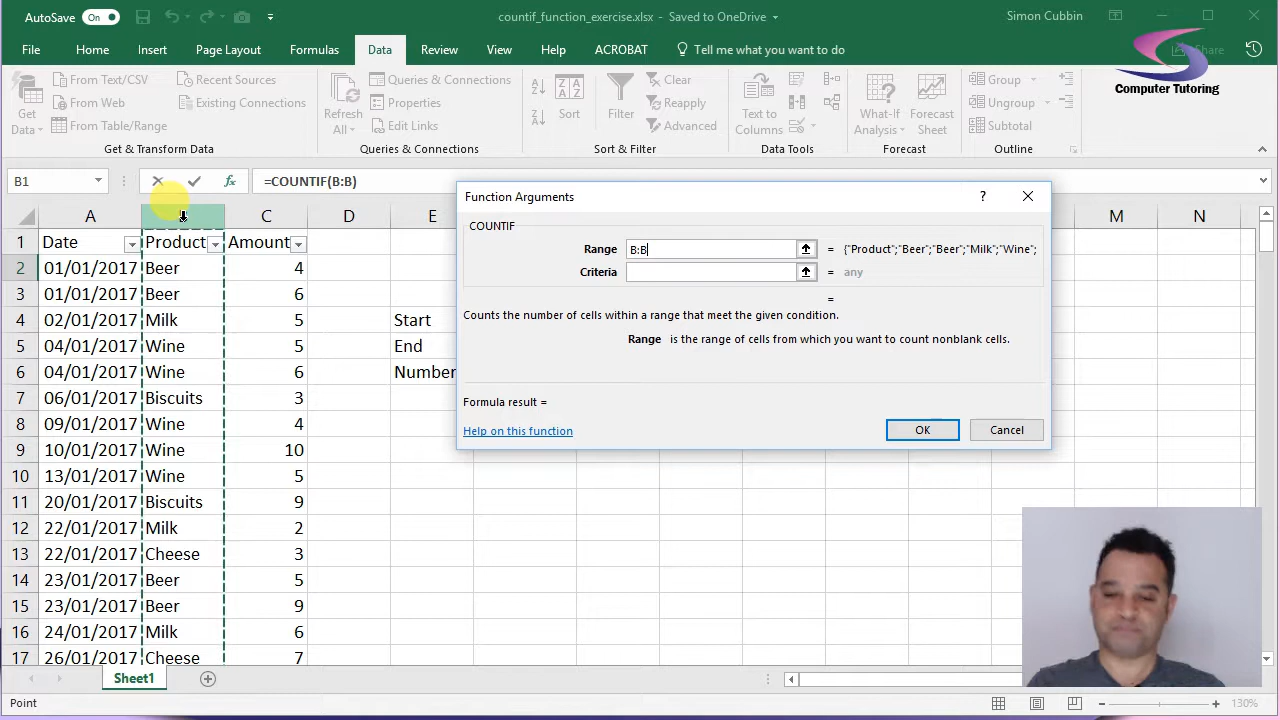 AutoSave On countif_function_exercise.xlsx - Saved to OneDrive Simon Cubbin
File Home Insert Page Layout Formulas Data Review View Help ACROBAT Tell me what you want to do Share
Computer Tutoring
Get Data
From Text/CSV
From Web
From Table/Range
Recent Sources
Existing Connections
Get & Transform Data
Refresh All
Queries & Connections
Properties
Edit Links
Queries & Connections
Sort
Filter
Clear
Reapply
Advanced
Sort & Filter
Text to Columns
Data Tools
What-If Analysis
Forecast Sheet
Forecast
Group
Ungroup
Subtotal
Outline
B1 fx =COUNTIF(B:B)
A C D E M N
1 Date Product Amount
2 01/01/2017 Beer 4
3 01/01/2017 Beer 6
4 02/01/2017 Milk 5 Start
5 04/01/2017 Wine 5 End
6 04/01/2017 Wine 6 Number
7 06/01/2017 Biscuits 3
8 09/01/2017 Wine 4
9 10/01/2017 Wine 10
10 13/01/2017 Wine 5
11 20/01/2017 Biscuits 9
12 22/01/2017 Milk 2
13 22/01/2017 Cheese 3
14 23/01/2017 Beer 5
15 23/01/2017 Beer 9
16 24/01/2017 Milk 6
17 26/01/2017 Cheese 7
Function Arguments ?
COUNTIF
Range B:B = {"Product";"Beer";"Beer";"Milk";"Wine";
Criteria = any
=
Counts the number of cells within a range that meet the given condition.
Range is the range of cells from which you want to count nonblank cells.
Formula result =
Help on this function
OK Cancel
Sheet1
Point 130%